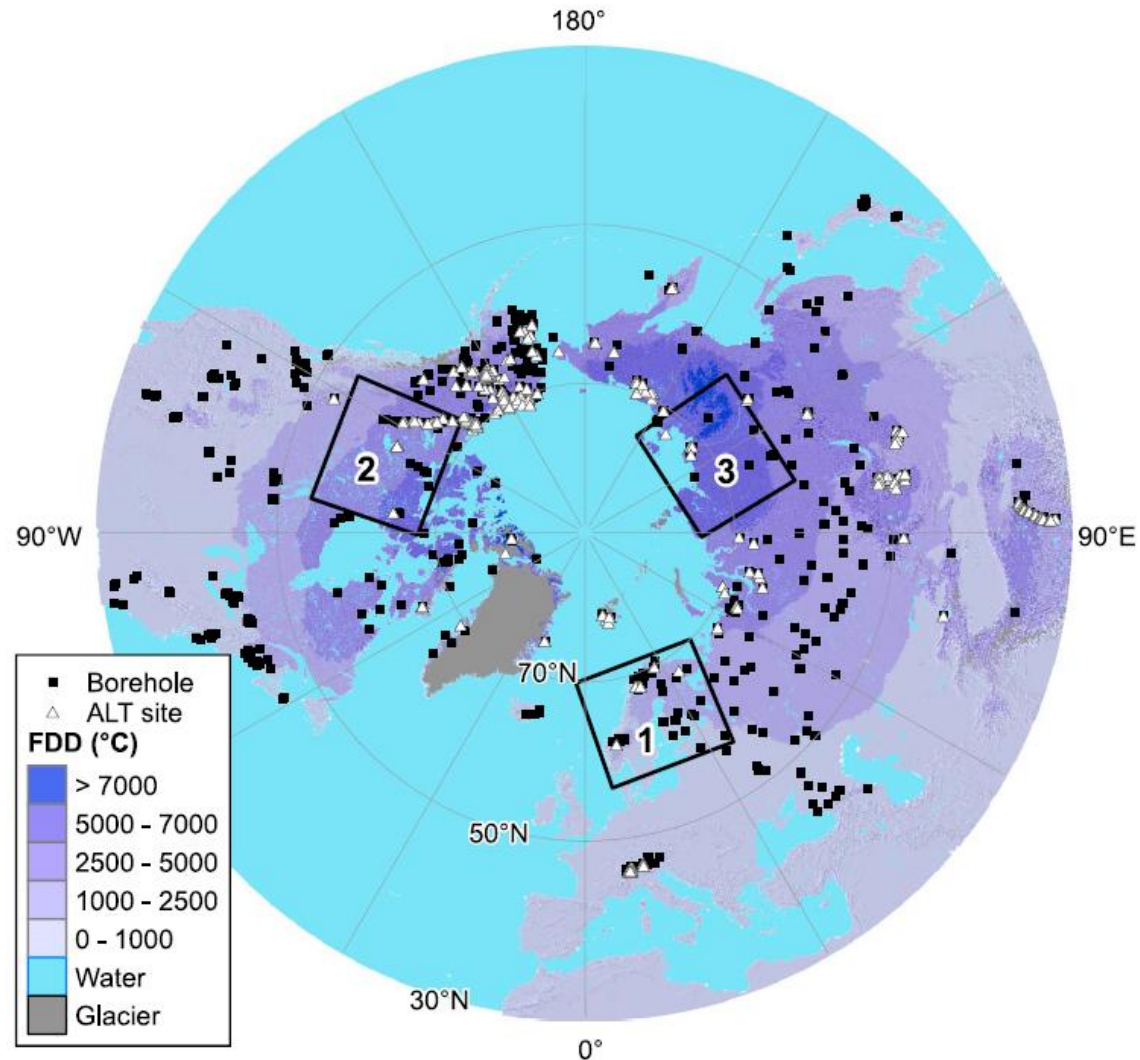 180°
2
3
90°W
90°E
70°N
1
50°N
30°N
0°
Borehole
ALT site
FDD (°C)
> 7000
5000 - 7000
2500 - 5000
1000 - 2500
0 - 1000
Water
Glacier